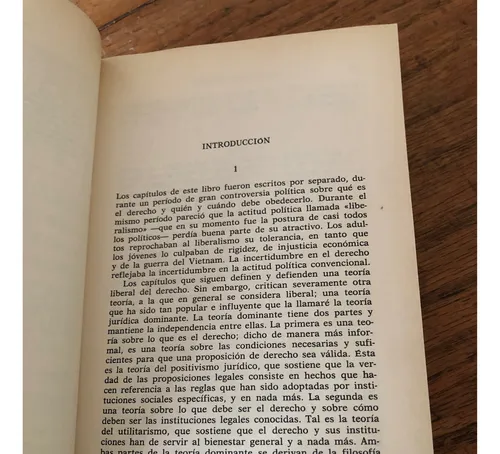 INTRODUCCION
1
Los capítulos de este libro fueron escritos por separado, du-
rante un período de gran controversia política sobre qué es
el derecho y quién y cuándo debe obedecerlo. Durante el
mismo período pareció que la actitud política llamada «libe-
ralismo» —que en su momento fue la postura de casi todos
los políticos— perdía buena parte de su atractivo. Los adul-
tos reprochaban al liberalismo su tolerancia, en tanto que
los jóvenes lo culpaban de rigidez, de injusticia económica
y de la guerra del Vietnam. La incertidumbre en el derecho
reflejaba la incertidumbre en la actitud política convencional.
Los capítulos que siguen definen y defienden una teoría
liberal del derecho. Sin embargo, critican severamente otra
teoría, a la que en general se considera liberal; una teoría
que ha sido tan popular e influyente que la llamaré la teoría
jurídica dominante. La teoría dominante tiene dos partes y
mantiene la independencia entre ellas. La primera es una teo-
ría sobre lo que es el derecho; dicho de manera más infor-
mal, es una teoría sobre las condiciones necesarias y sufi-
cientes para que una proposición de derecho sea válida. Ésta
es la teoría del positivismo jurídico, que sostiene que la ver-
dad de las proposiciones legales consiste en hechos que ha-
cen referencia a las reglas que han sido adoptadas por insti-
tuciones sociales específicas, y en nada más. La segunda es
una teoría sobre lo que debe ser el derecho y sobre cómo
deben ser las instituciones legales conocidas. Tal es la teoría
del utilitarismo, que sostiene que el derecho y sus institu-
ciones han de servir al bienestar general y a nada más. Am-
bas partes de la teoría dominante se derivan de la filosofía